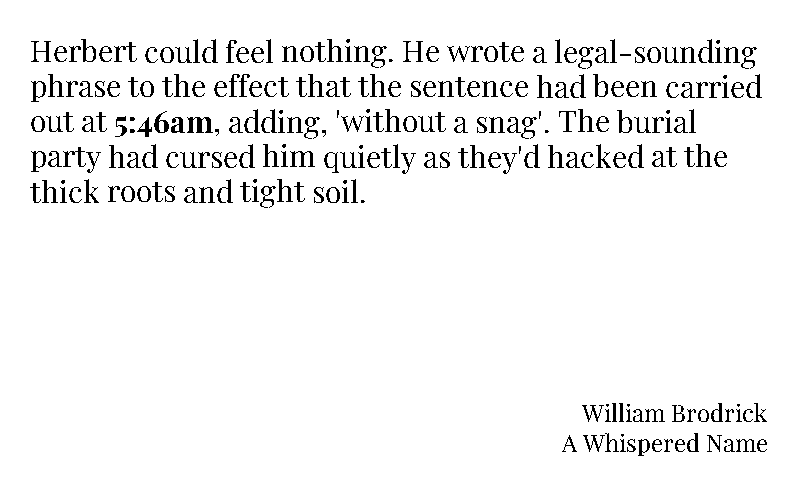 Herbert could feel nothing. He wrote a legal-sounding
phrase to the effect that the sentence had been carried
out at 5:46am, adding, 'without a snag'. The burial
party had cursed him quietly as they'd hacked at the
thick roots and tight soil.
William Brodrick
A Whispered Name